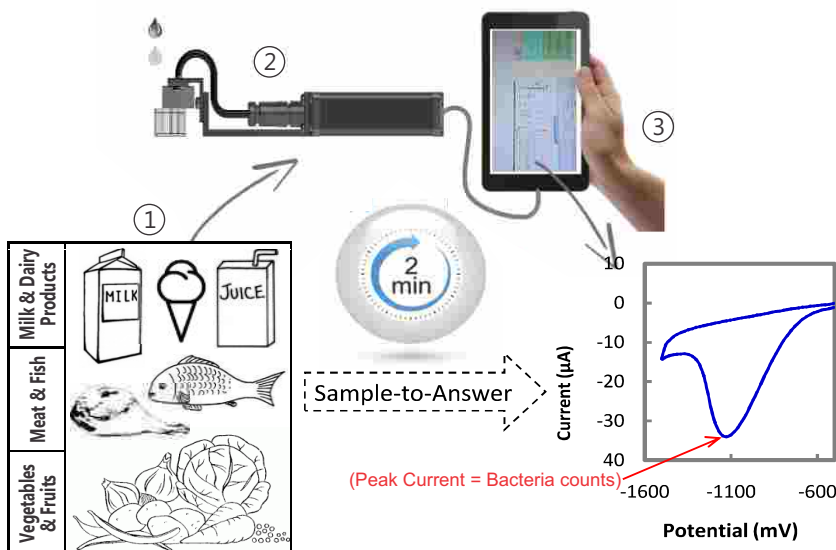 ②
③
①
Milk & Dairy
Products
MILK
JUICE
Meat & Fish
Vegetables
& Fruits
2
min
Sample-to-Answer
10
0
-10
-20
-30
40
Current (µA)
(Peak Current = Bacteria counts)
-1600
-1100
-600
Potential (mV)